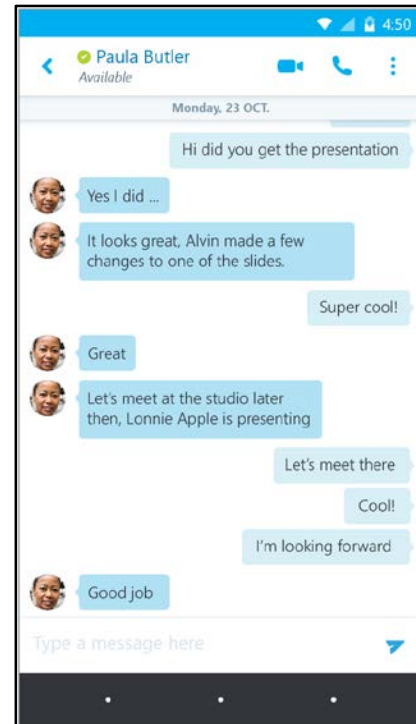 4:50
Paula Butler
Available
Monday, 23 OCT.
Hi did you get the presentation
Yes I did ...
It looks great, Alvin made a few
changes to one of the slides.
Super cool!
Great
Let's meet at the studio later
then, Lonnie Apple is presenting
Let's meet there
Cool!
I'm looking forward
Good job
Type a message here